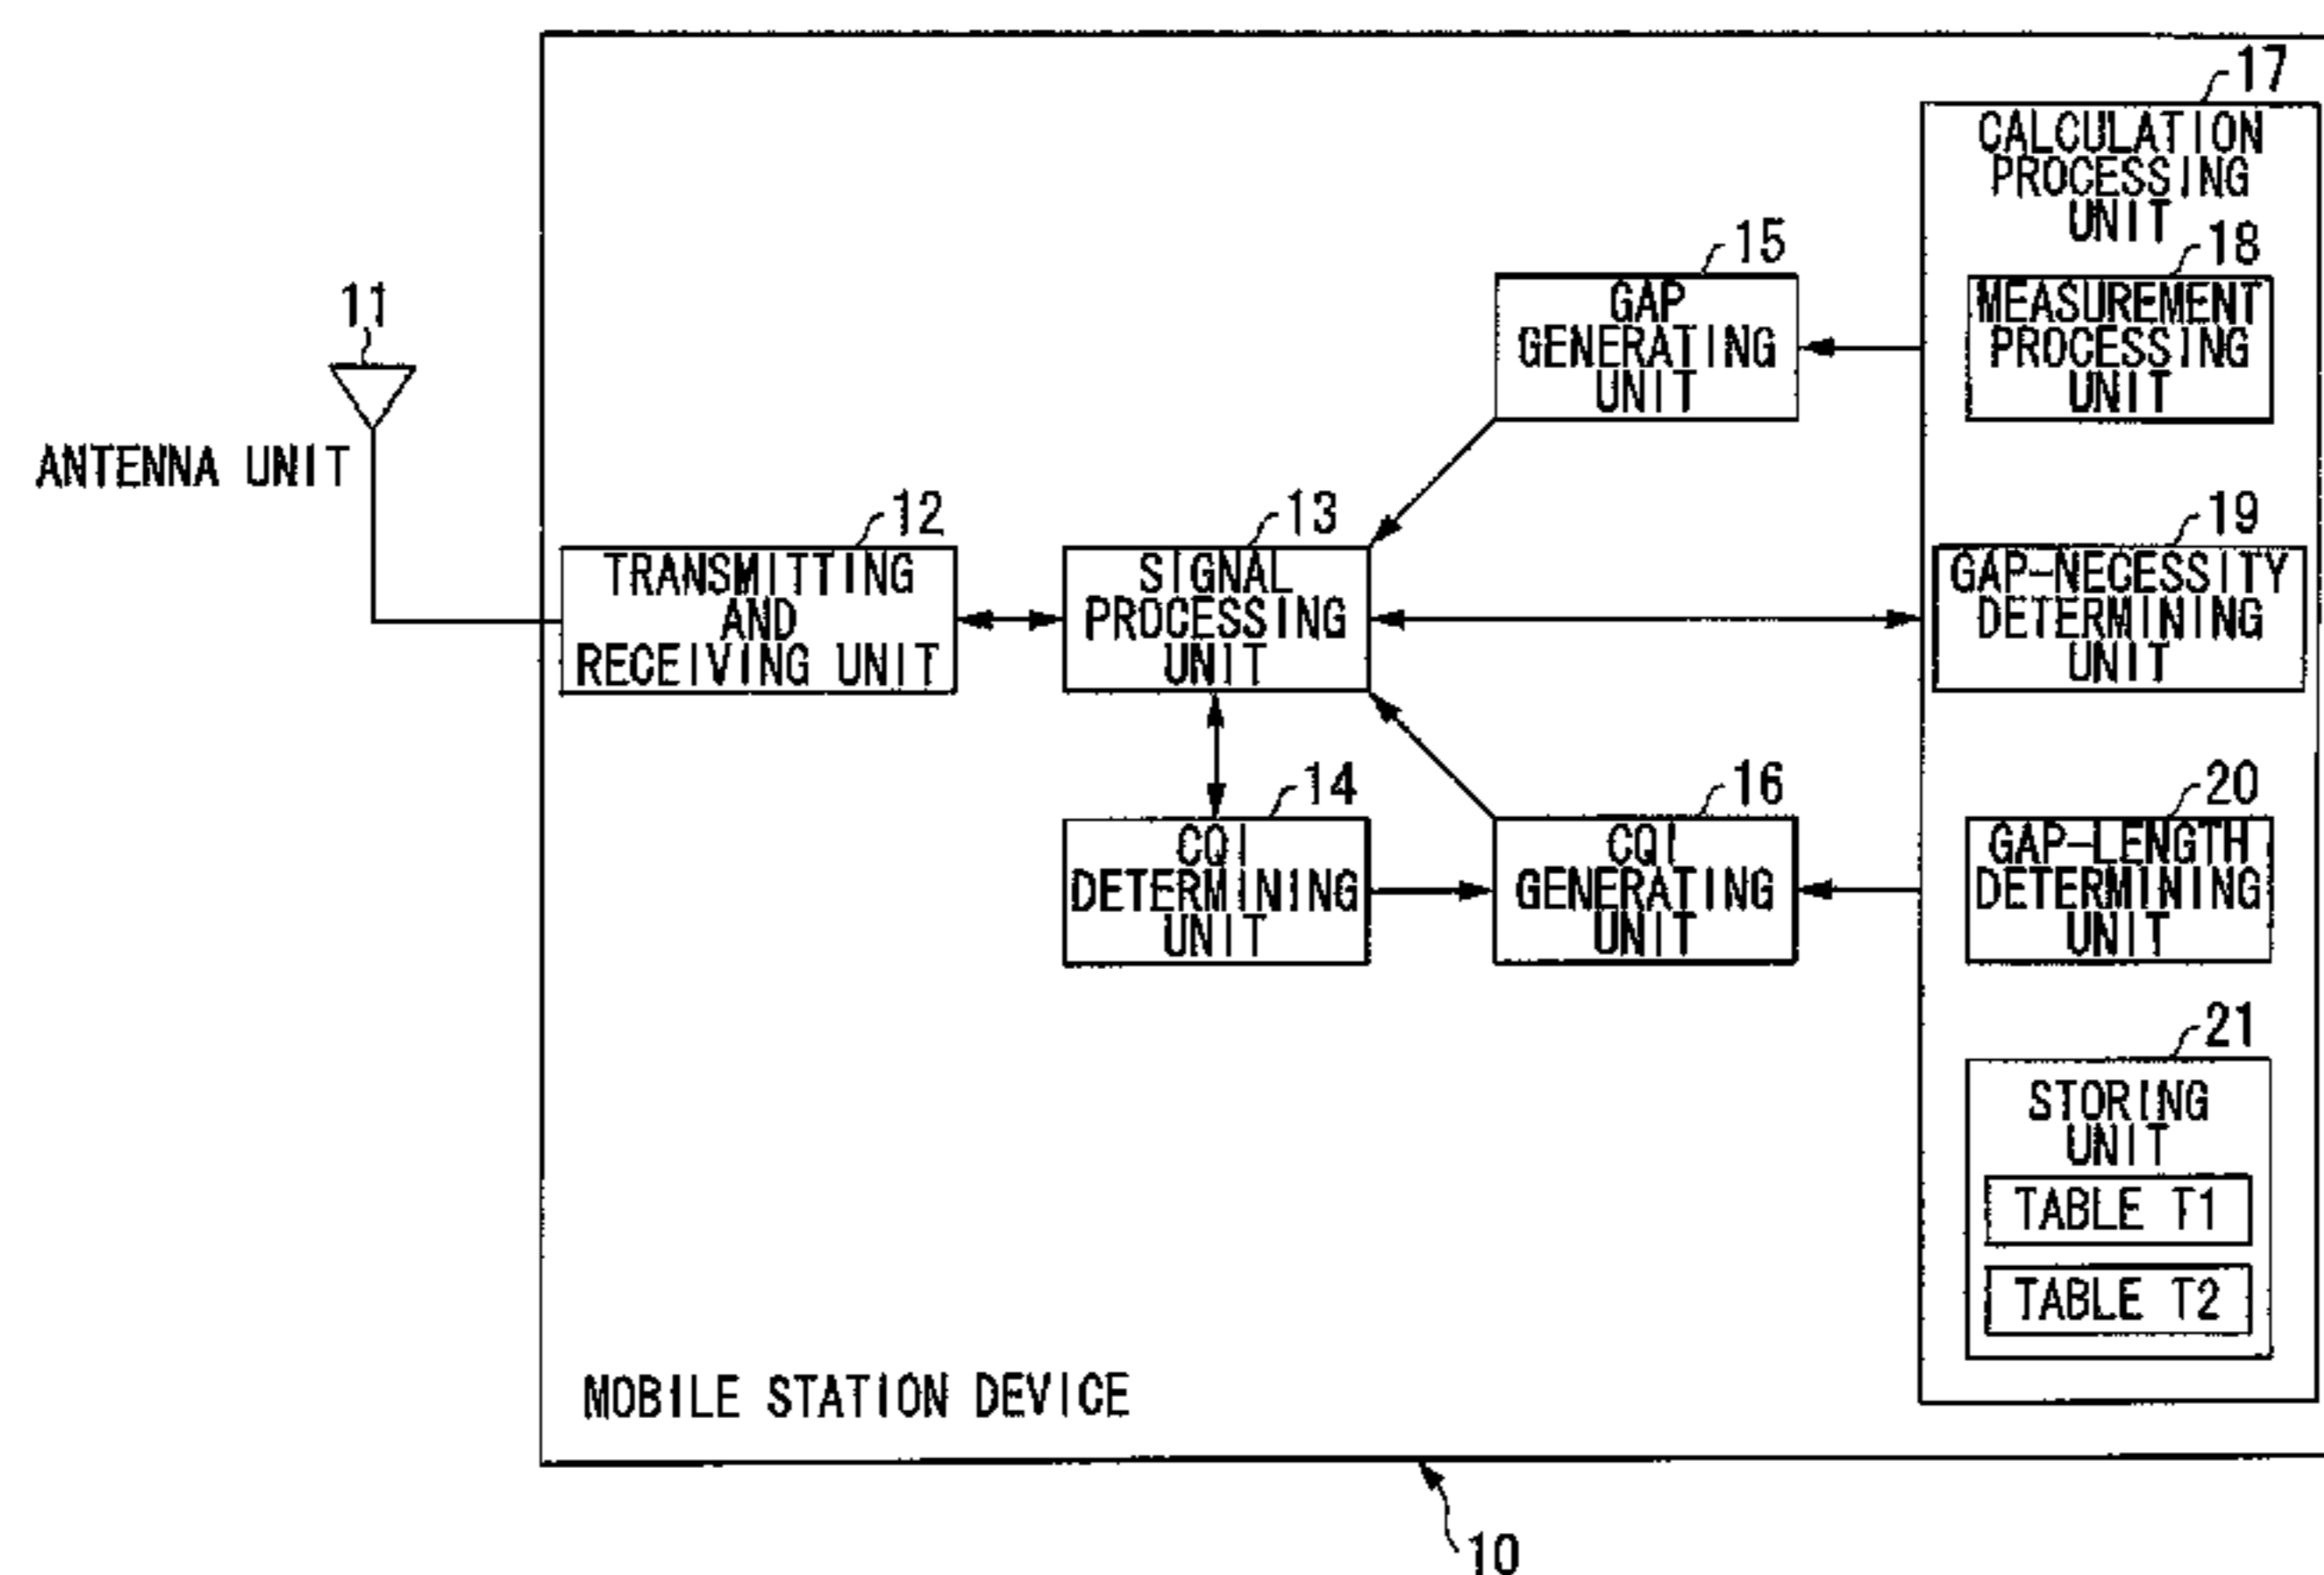 17
CALCULATION
PROCESSING
UNIT
15
18
GAP
GENERATING
UNIT
MEASUREMENT
PROCESSING
UNIT
11
ANTENNA UNIT
12
13
19
TRANSMITTING
AND
RECEIVING UNIT
SIGNAL
PROCESSING
UNIT
GAP-NECESSITY
DETERMINING
UNIT
14
16
20
CQI
DETERMINING
UNIT
CQI
GENERATING
UNIT
GAP-LENGTH
DETERMINING
UNIT
21
STORING
UNIT
TABLE T1
TABLE T2
MOBILE STATION DEVICE
10